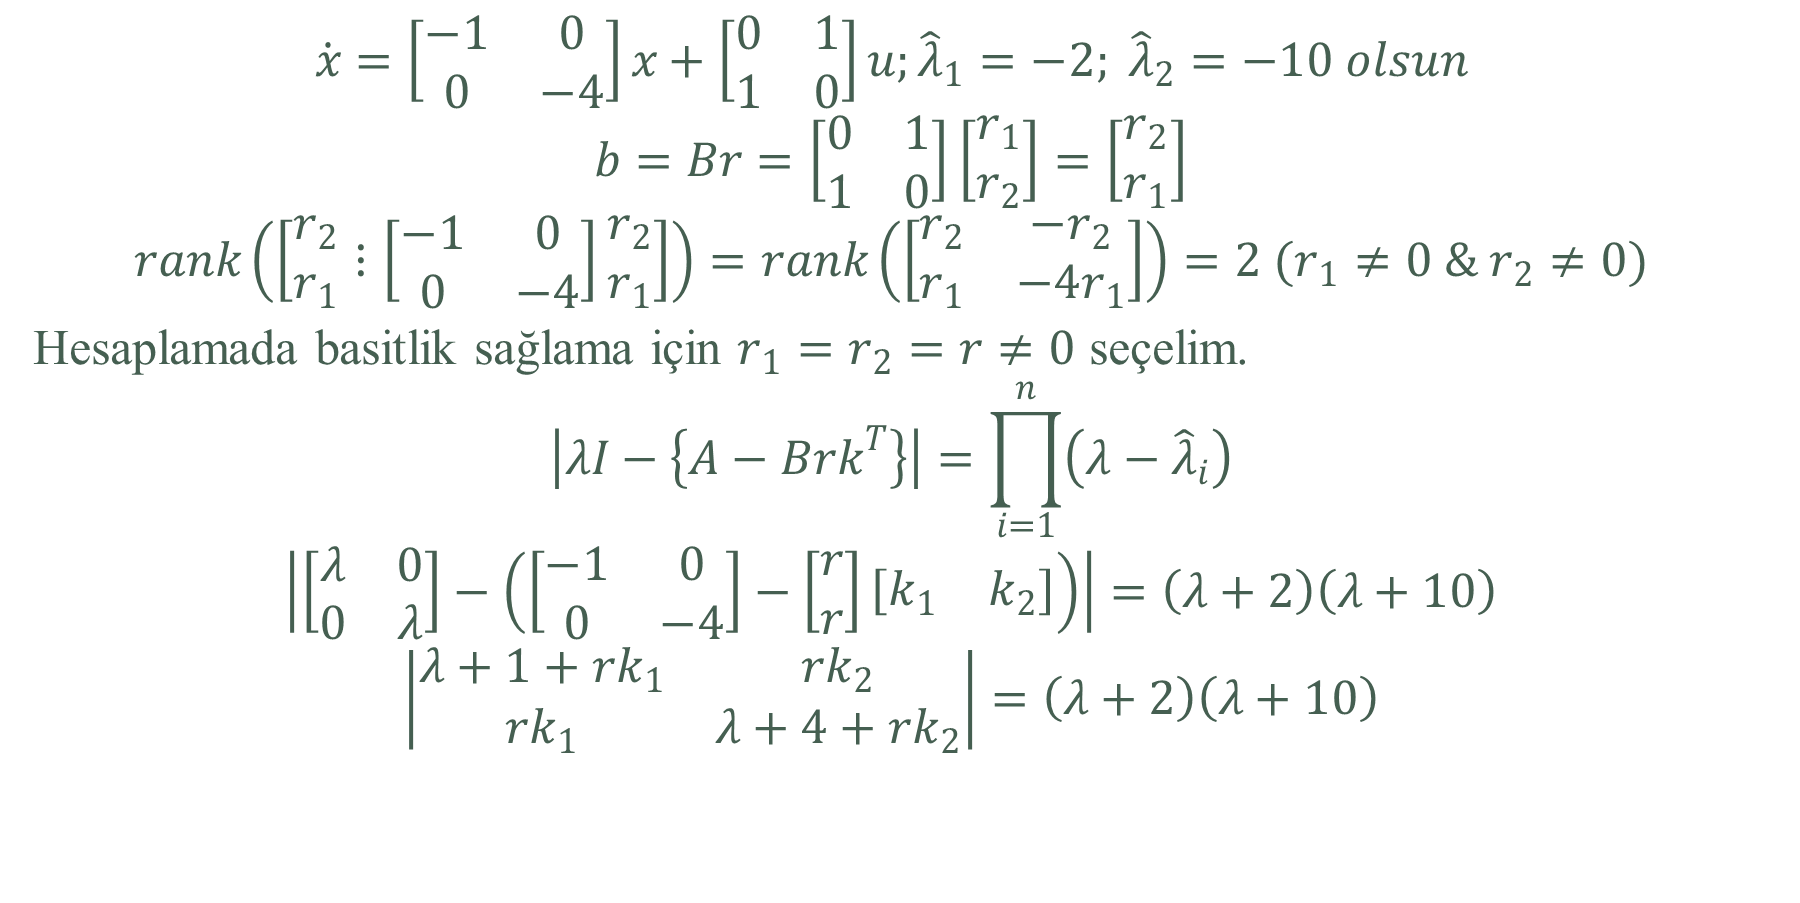 ẋ = [−1 0; 0 −4] x + [0 1; 1 0] u; λ̂₁ = −2; λ̂₂ = −10 olsun
b = Br = [0 1; 1 0] [r₁; r₂] = [r₂; r₁]
rank([r₂; r₁] ⋮ [−1 0; 0 −4] [r₂; r₁]) = rank([r₂ −r₂; r₁ −4r₁]) = 2 (r₁ ≠ 0 & r₂ ≠ 0)
Hesaplamada basitlik sağlama için r₁ = r₂ = r ≠ 0 seçelim.
|λI − {A − Brkᵀ}| = ∏ᵢ₌₁ⁿ (λ − λ̂ᵢ)
|[λ 0; 0 λ] − ([−1 0; 0 −4] − [r; r] [k₁ k₂])| = (λ + 2)(λ + 10)
|λ + 1 + rk₁ rk₂; rk₁ λ + 4 + rk₂| = (λ + 2)(λ + 10)